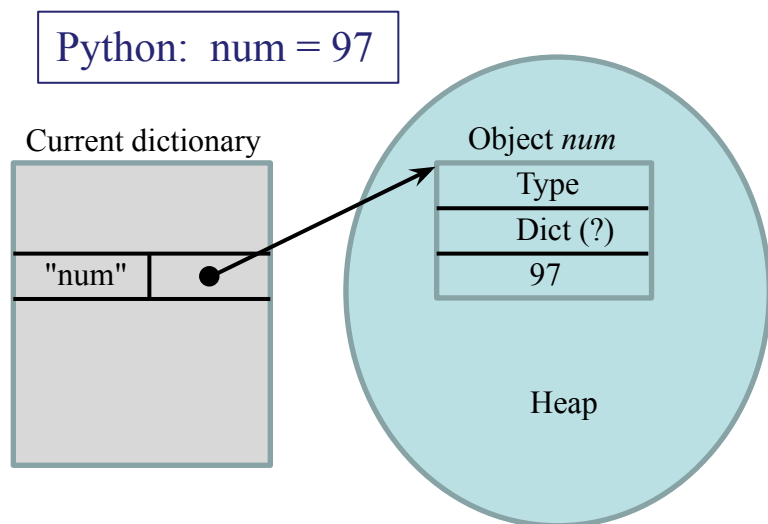 Python:  num = 97
Current dictionary
Object num
Type
Dict (?)
"num"
97
Heap